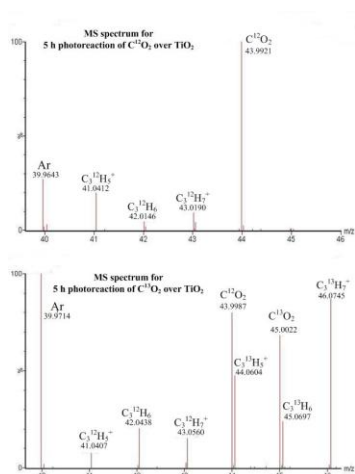 MS spectrum for
5 h photoreaction of C¹²O₂ over TiO₂
100
%
0
C¹²O₂
43.9921
Ar
39.9643
C₃¹²H₅⁺
41.0412
C₃¹²H₆
42.0146
C₃¹²H₇⁺
43.0190
40 41 42 43 44 45 46 m/z
MS spectrum for
5 h photoreaction of C¹³O₂ over TiO₂
100
%
Ar
39.9714
C₃¹²H₅⁺
41.0407
C₃¹²H₆
42.0438
C₃¹²H₇⁺
43.0560
C¹²O₂
43.9987
C₃¹³H₅⁺
44.0604
C¹³O₂
45.0022
C₃¹³H₆
45.0697
C₃¹³H₇⁺
46.0745
m/z